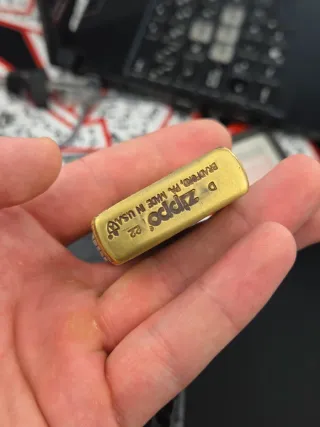 D zippo 22
BRADFORD, PA. MADE IN U.S.A.